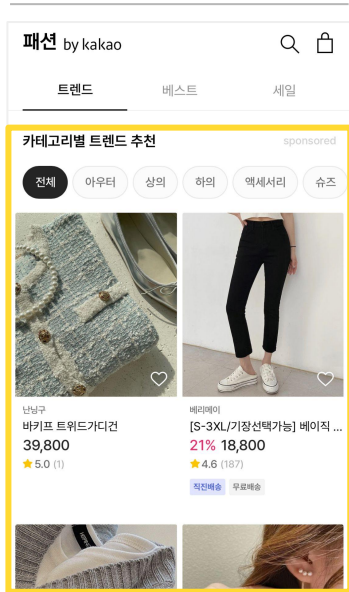 패션 by kakao
트렌드 베스트 세일
카테고리별 트렌드 추천 sponsored
전체 아우터 상의 하의 액세서리 슈즈
난닝구
바키프 트위드가디건
39,800
5.0 (1)
베리메이
[S-3XL/기장선택가능] 베이직 ...
21% 18,800
4.6 (187)
직진배송 무료배송